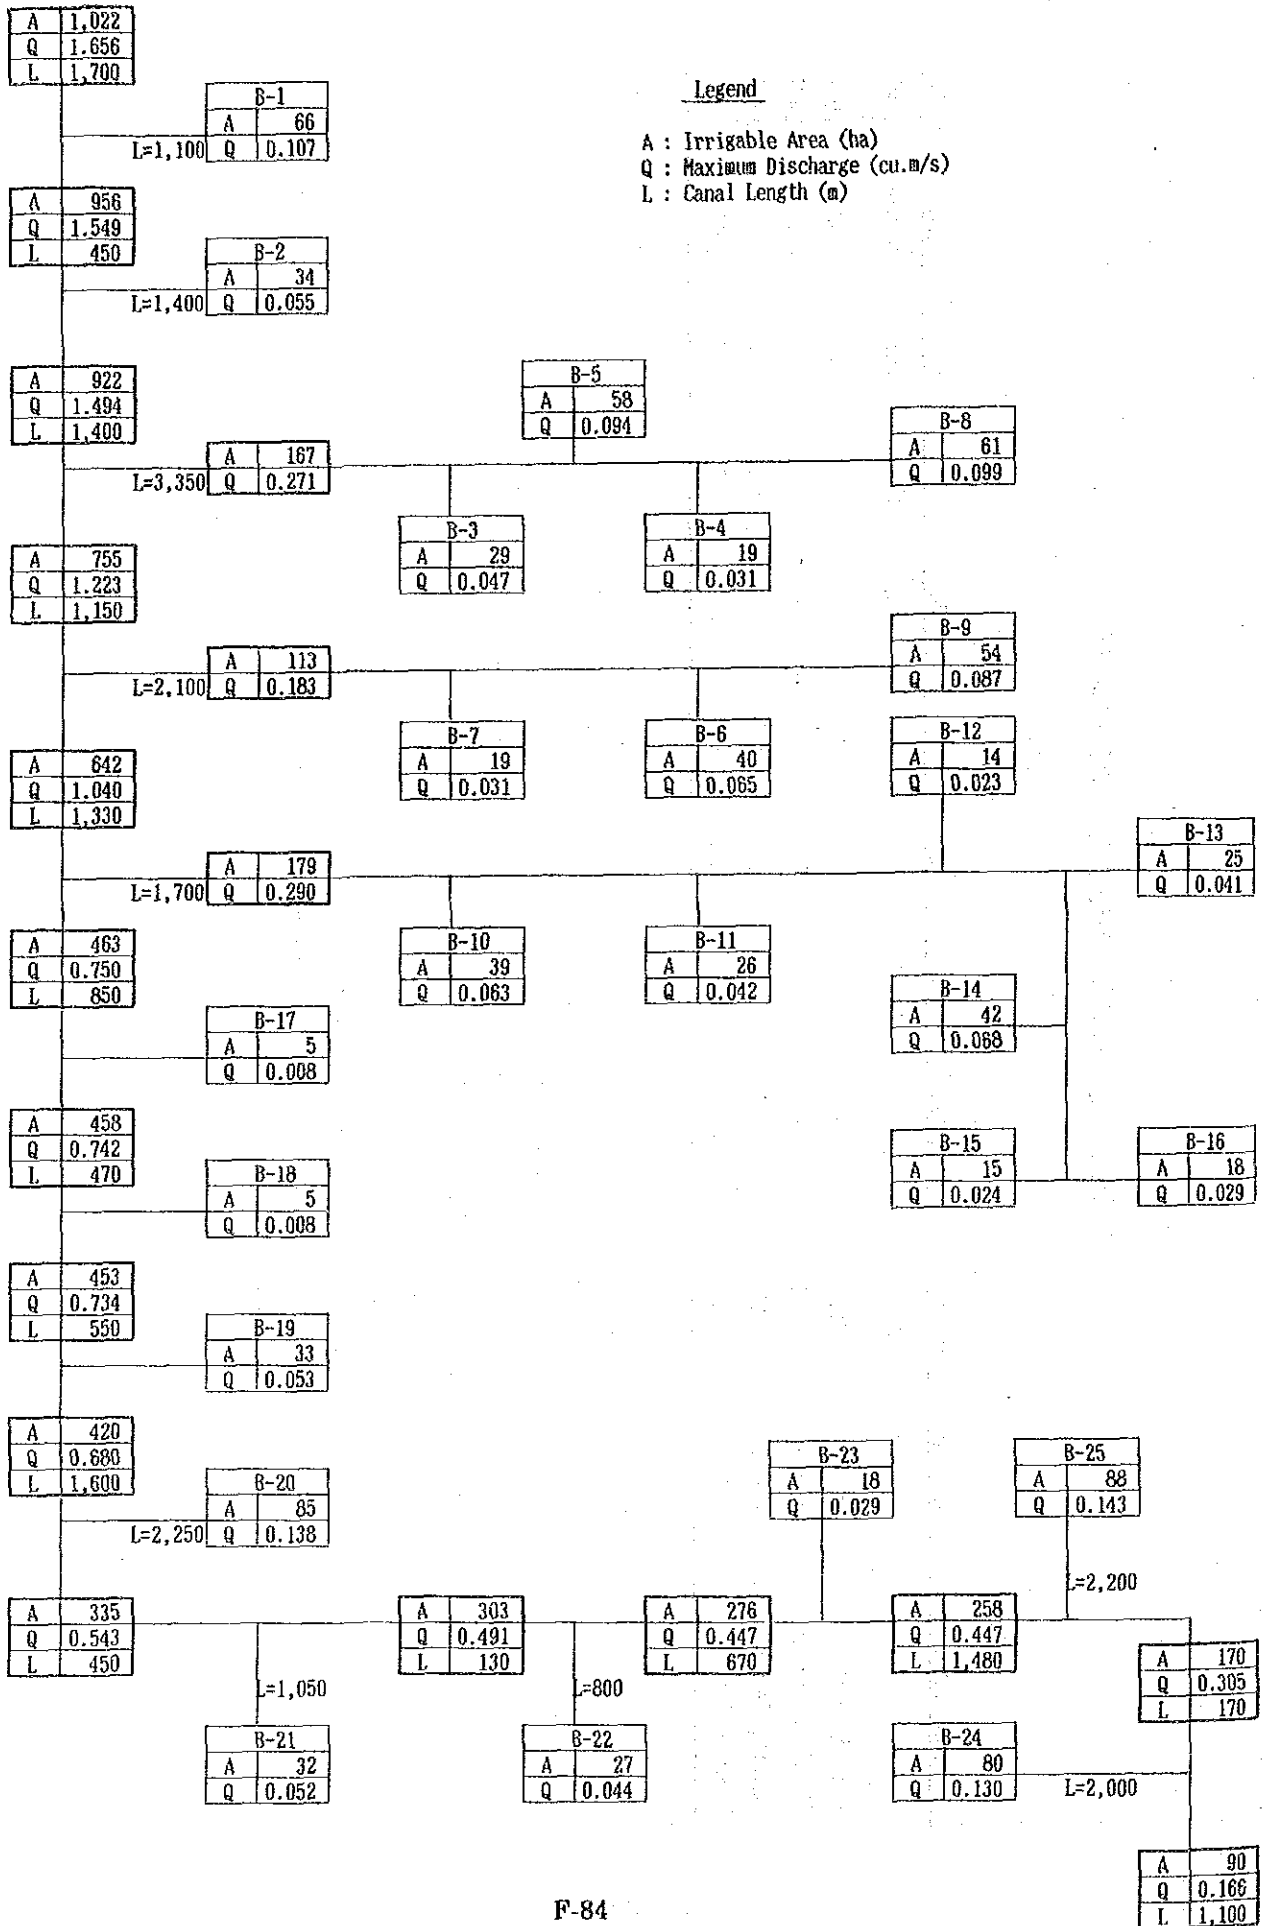 A 1,022
Q 1.656
L 1,700
B-1
A 66
L=1,100 Q 0.107
Legend
A : Irrigable Area (ha)
Q : Maximum Discharge (cu.m/s)
L : Canal Length (m)
A 956
Q 1.549
L 450
B-2
A 34
L=1,400 Q 0.055
A 922
Q 1.494
L 1,400
A 167
L=3,350 Q 0.271
B-5
A 58
Q 0.094
B-8
A 61
Q 0.099
B-3
A 29
Q 0.047
B-4
A 19
Q 0.031
A 755
Q 1.223
L 1,150
A 113
L=2,100 Q 0.183
B-9
A 54
Q 0.087
B-7
A 19
Q 0.031
B-6
A 40
Q 0.065
B-12
A 14
Q 0.023
A 642
Q 1.040
L 1,330
A 179
L=1,700 Q 0.290
B-13
A 25
Q 0.041
B-10
A 39
Q 0.063
B-11
A 26
Q 0.042
A 463
Q 0.750
L 850
B-14
A 42
Q 0.068
B-17
A 5
Q 0.008
A 458
Q 0.742
L 470
B-15
A 15
Q 0.024
B-16
A 18
Q 0.029
B-18
A 5
Q 0.008
A 453
Q 0.734
L 550
B-19
A 33
Q 0.053
A 420
Q 0.680
L 1,600
B-20
A 85
L=2,250 Q 0.138
B-23
A 18
Q 0.029
B-25
A 88
Q 0.143
L=2,200
A 335
Q 0.543
L 450
A 303
Q 0.491
L 130
A 276
Q 0.447
L 670
A 258
Q 0.447
L 1,480
A 170
Q 0.305
L 170
L=1,050
L=800
B-21
A 32
Q 0.052
B-22
A 27
Q 0.044
B-24
A 80
Q 0.130
L=2,000
A 90
Q 0.166
L 1,100
F-84